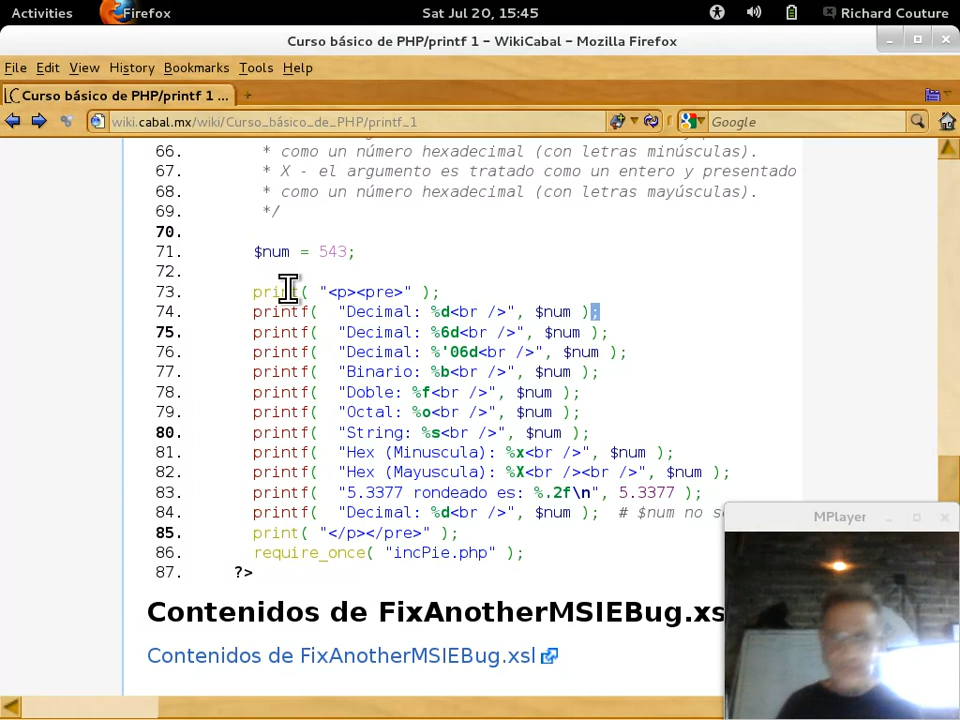 Activities Firefox Sat Jul 20, 15:45 Richard Couture
Curso básico de PHP/printf 1 - WikiCabal - Mozilla Firefox
File Edit View History Bookmarks Tools Help
Curso básico de PHP/printf 1 ... +
wiki.cabal.mx/wiki/Curso_básico_de_PHP/printf_1 Google
66. * como un número hexadecimal (con letras minúsculas).
67. * X - el argumento es tratado como un entero y presentado
68. * como un número hexadecimal (con letras mayúsculas).
69. */
70.
71. $num = 543;
72.
73. print( "<p><pre>" );
74. printf( "Decimal: %d<br />", $num );
75. printf( "Decimal: %6d<br />", $num );
76. printf( "Decimal: %'06d<br />", $num );
77. printf( "Binario: %b<br />", $num );
78. printf( "Doble: %f<br />", $num );
79. printf( "Octal: %o<br />", $num );
80. printf( "String: %s<br />", $num );
81. printf( "Hex (Minuscula): %x<br />", $num );
82. printf( "Hex (Mayuscula): %X<br /><br />", $num );
83. printf( "5.3377 rondeado es: %.2f\n", 5.3377 );
84. printf( "Decimal: %d<br />", $num ); # $num no s
85. print( "</p></pre>" );
86. require_once( "incPie.php" );
87. ?>
MPlayer
Contenidos de FixAnotherMSIEBug.xs
Contenidos de FixAnotherMSIEBug.xsl